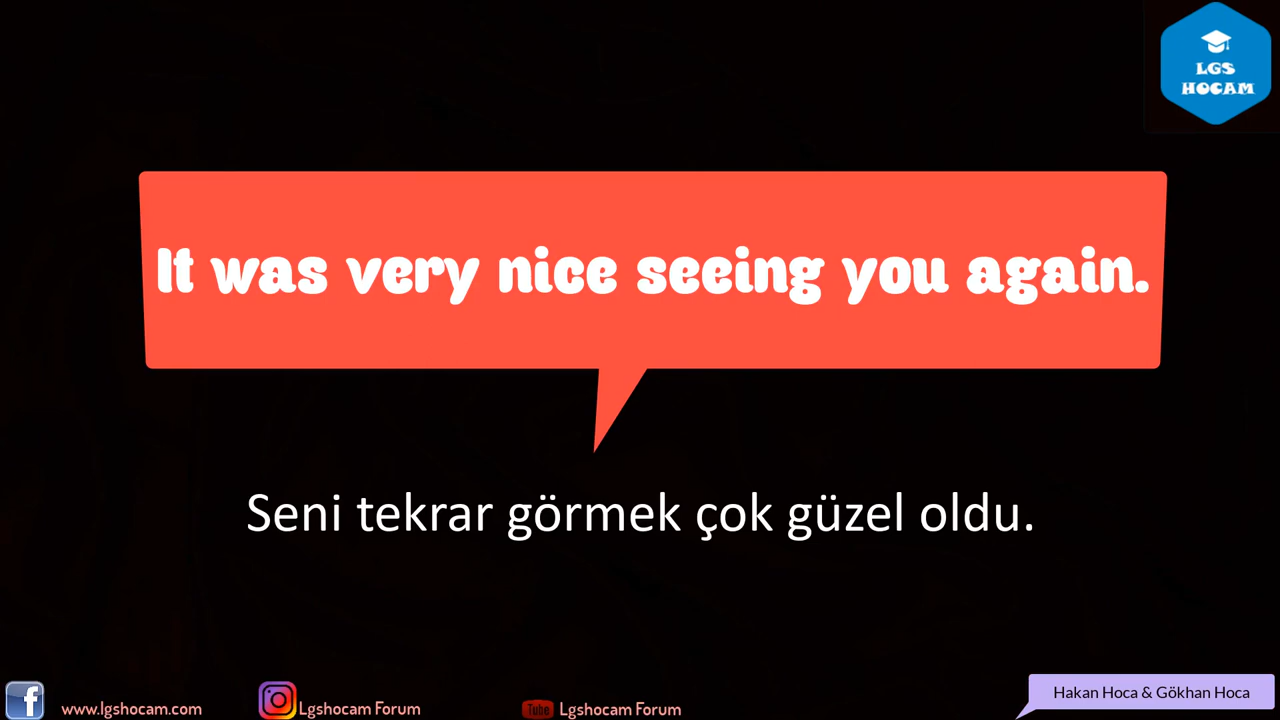 LGS
HOCAM
It was very nice seeing you again.
Seni tekrar görmek çok güzel oldu.
f www.lgshocam.com Lgshocam Forum Tube Lgshocam Forum
Hakan Hoca & Gökhan Hoca